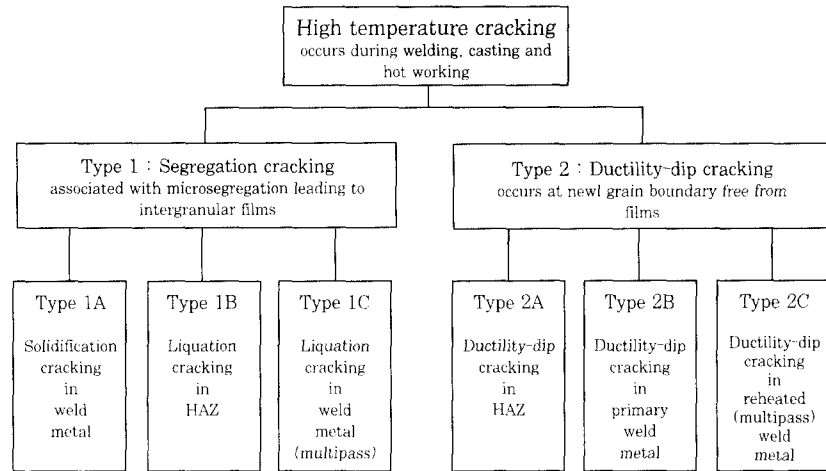 High temperature cracking
occurs during welding, casting and
hot working
Type 1 : Segregation cracking
associated with microsegregation leading to
intergranular films
Type 2 : Ductility-dip cracking
occurs at newl grain boundary free from
films
Type 1A
Solidification
cracking
in
weld
metal
Type 1B
Liquation
cracking
in
HAZ
Type 1C
Liquation
cracking
in
weld
metal
(multipass)
Type 2A
Ductility-dip
cracking
in
HAZ
Type 2B
Ductility-dip
cracking
in
primary
weld
metal
Type 2C
Ductility-dip
cracking
in
reheated
(multipass)
weld
metal